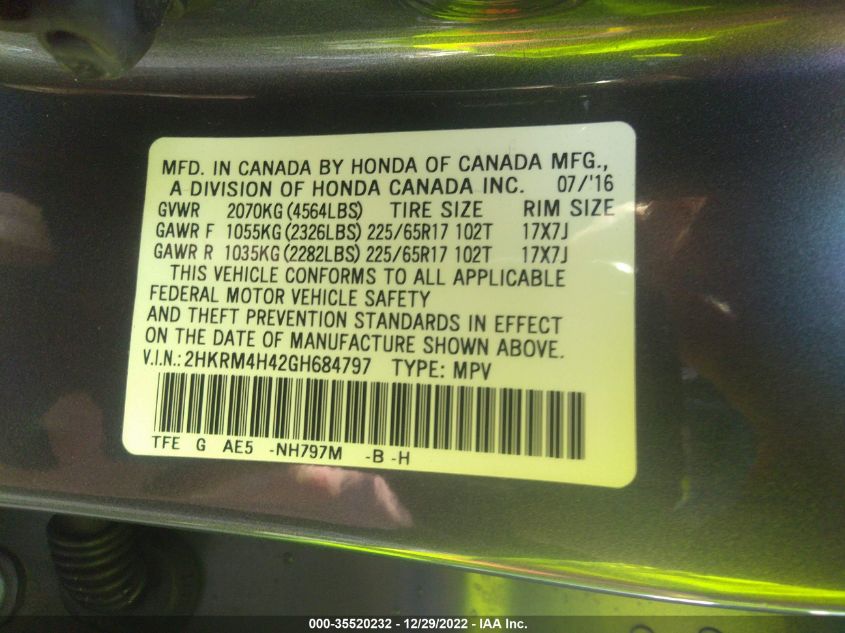 MFD. IN CANADA BY HONDA OF CANADA MFG.,
A DIVISION OF HONDA CANADA INC. 07/'16
GVWR 2070KG (4564LBS) TIRE SIZE RIM SIZE
GAWR F 1055KG (2326LBS) 225/65R17 102T 17X7J
GAWR R 1035KG (2282LBS) 225/65R17 102T 17X7J
THIS VEHICLE CONFORMS TO ALL APPLICABLE
FEDERAL MOTOR VEHICLE SAFETY
AND THEFT PREVENTION STANDARDS IN EFFECT
ON THE DATE OF MANUFACTURE SHOWN ABOVE.
V.I.N.: 2HKRM4H42GH684797 TYPE: MPV
TFE G AE5 -NH797M -B -H
000-35520232 - 12/29/2022 - IAA Inc.